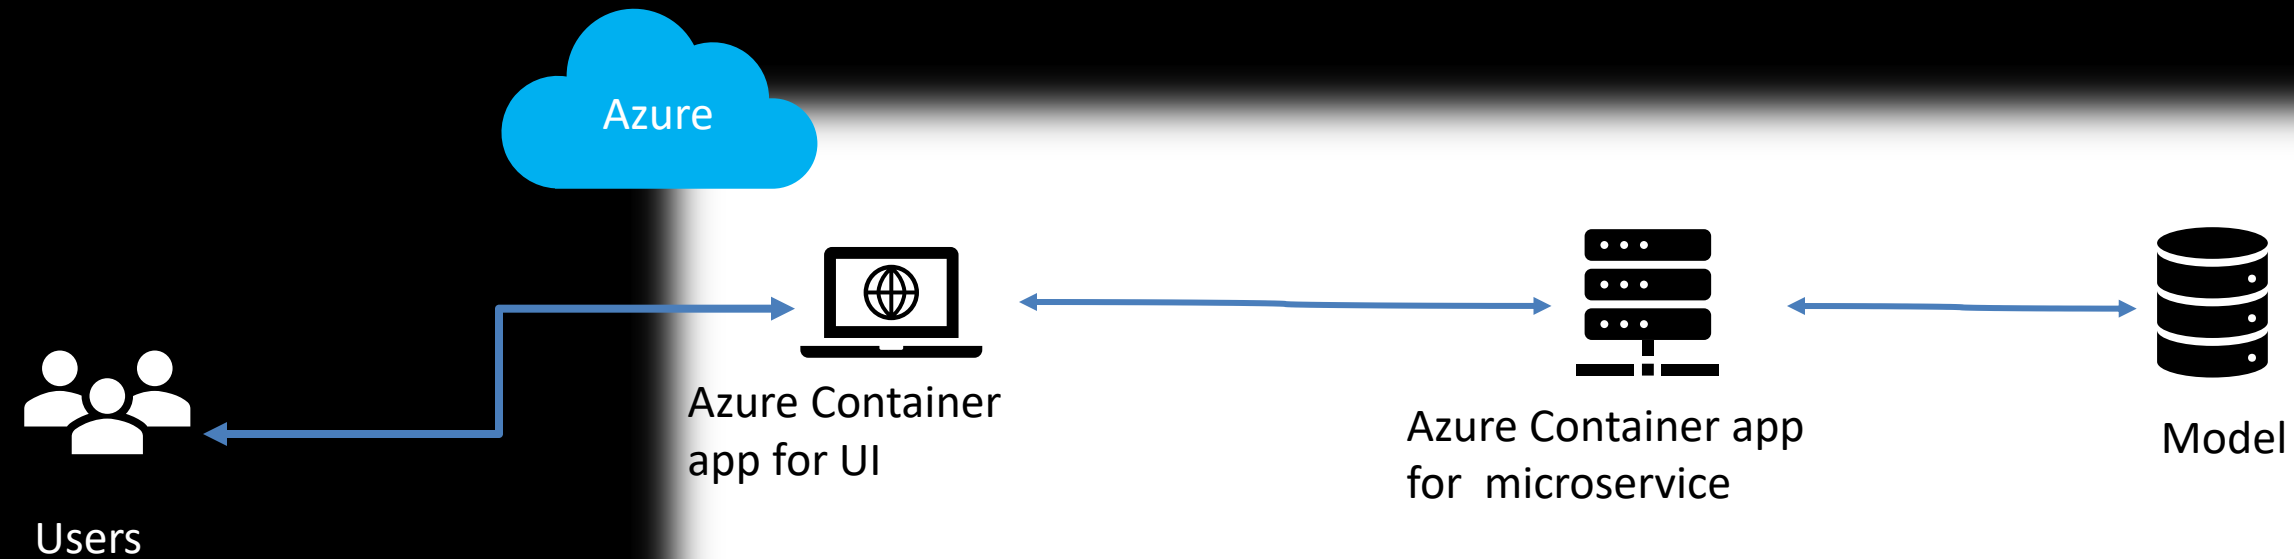 Azure
Azure Container
app for UI
Azure Container app
for  microservice
Model
Users